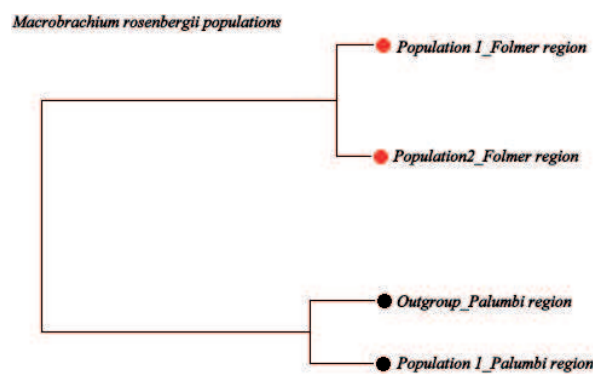 Macrobrachium rosenbergii populations
Population 1_Folmer region
Population2_Folmer region
Outgroup_Palumbi region
Population 1_Palumbi region